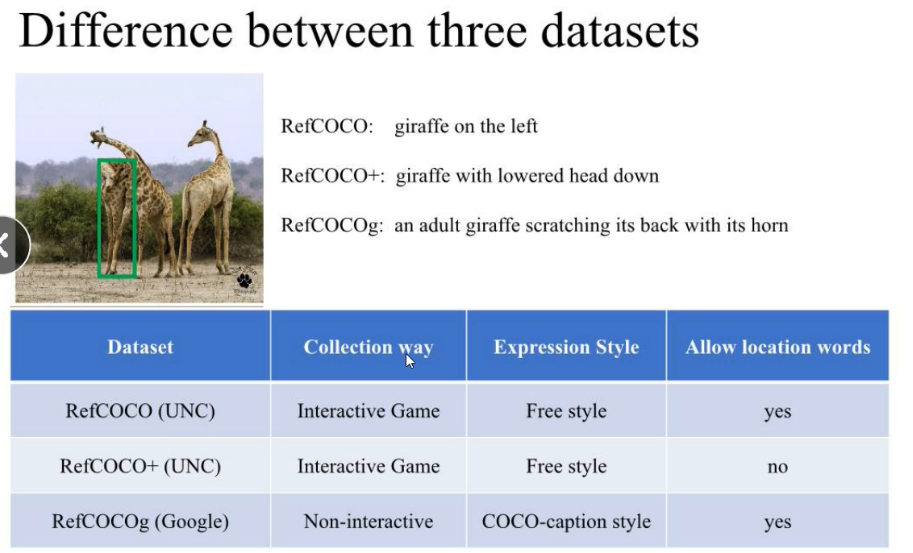 Difference between three datasets
RefCOCO: giraffe on the left
RefCOCO+: giraffe with lowered head down
RefCOCOg: an adult giraffe scratching its back with its horn
Dataset Collection way Expression Style Allow location words
RefCOCO (UNC) Interactive Game Free style yes
RefCOCO+ (UNC) Interactive Game Free style no
RefCOCOg (Google) Non-interactive COCO-caption style yes